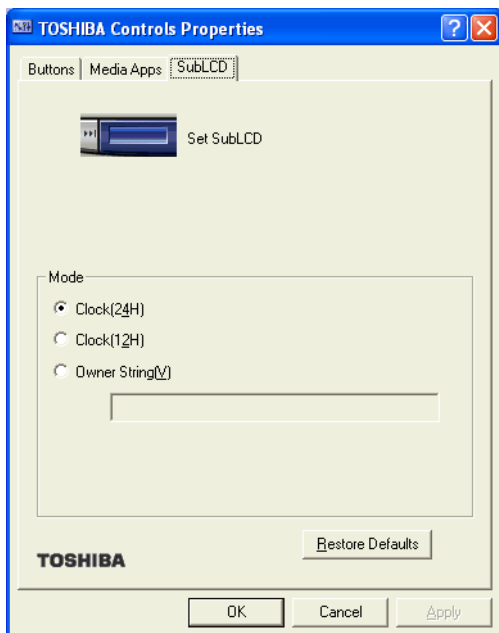 TOSHIBA Controls Properties
Buttons Media Apps SubLCD
Set SubLCD
Mode
Clock(24H)
Clock(12H)
Owner String(V)
Restore Defaults
TOSHIBA
OK Cancel Apply